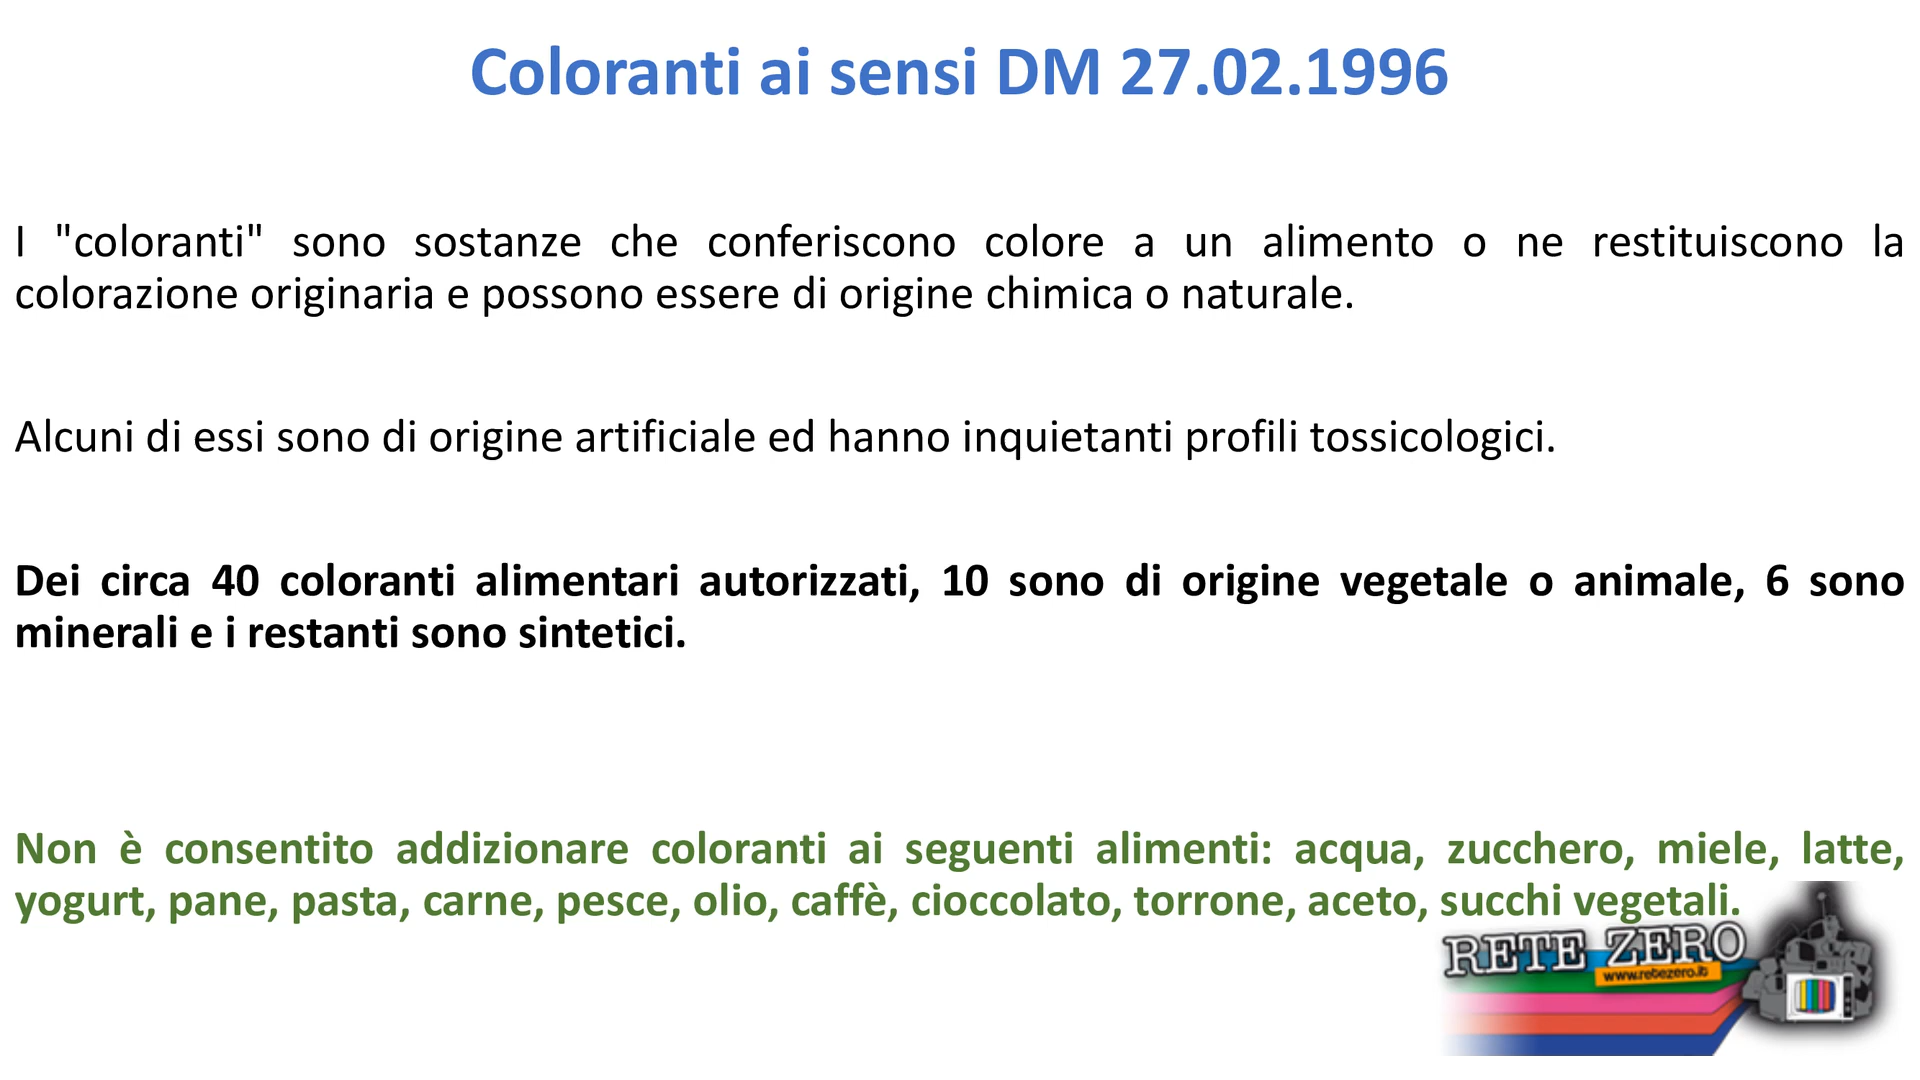 Coloranti ai sensi DM 27.02.1996
I "coloranti" sono sostanze che conferiscono colore a un alimento o ne restituiscono la
colorazione originaria e possono essere di origine chimica o naturale.
Alcuni di essi sono di origine artificiale ed hanno inquietanti profili tossicologici.
Dei circa 40 coloranti alimentari autorizzati, 10 sono di origine vegetale o animale, 6 sono
minerali e i restanti sono sintetici.
Non è consentito addizionare coloranti ai seguenti alimenti: acqua, zucchero, miele, latte,
yogurt, pane, pasta, carne, pesce, olio, caffè, cioccolato, torrone, aceto, succhi vegetali.
RETE ZERO
www.retezero.it